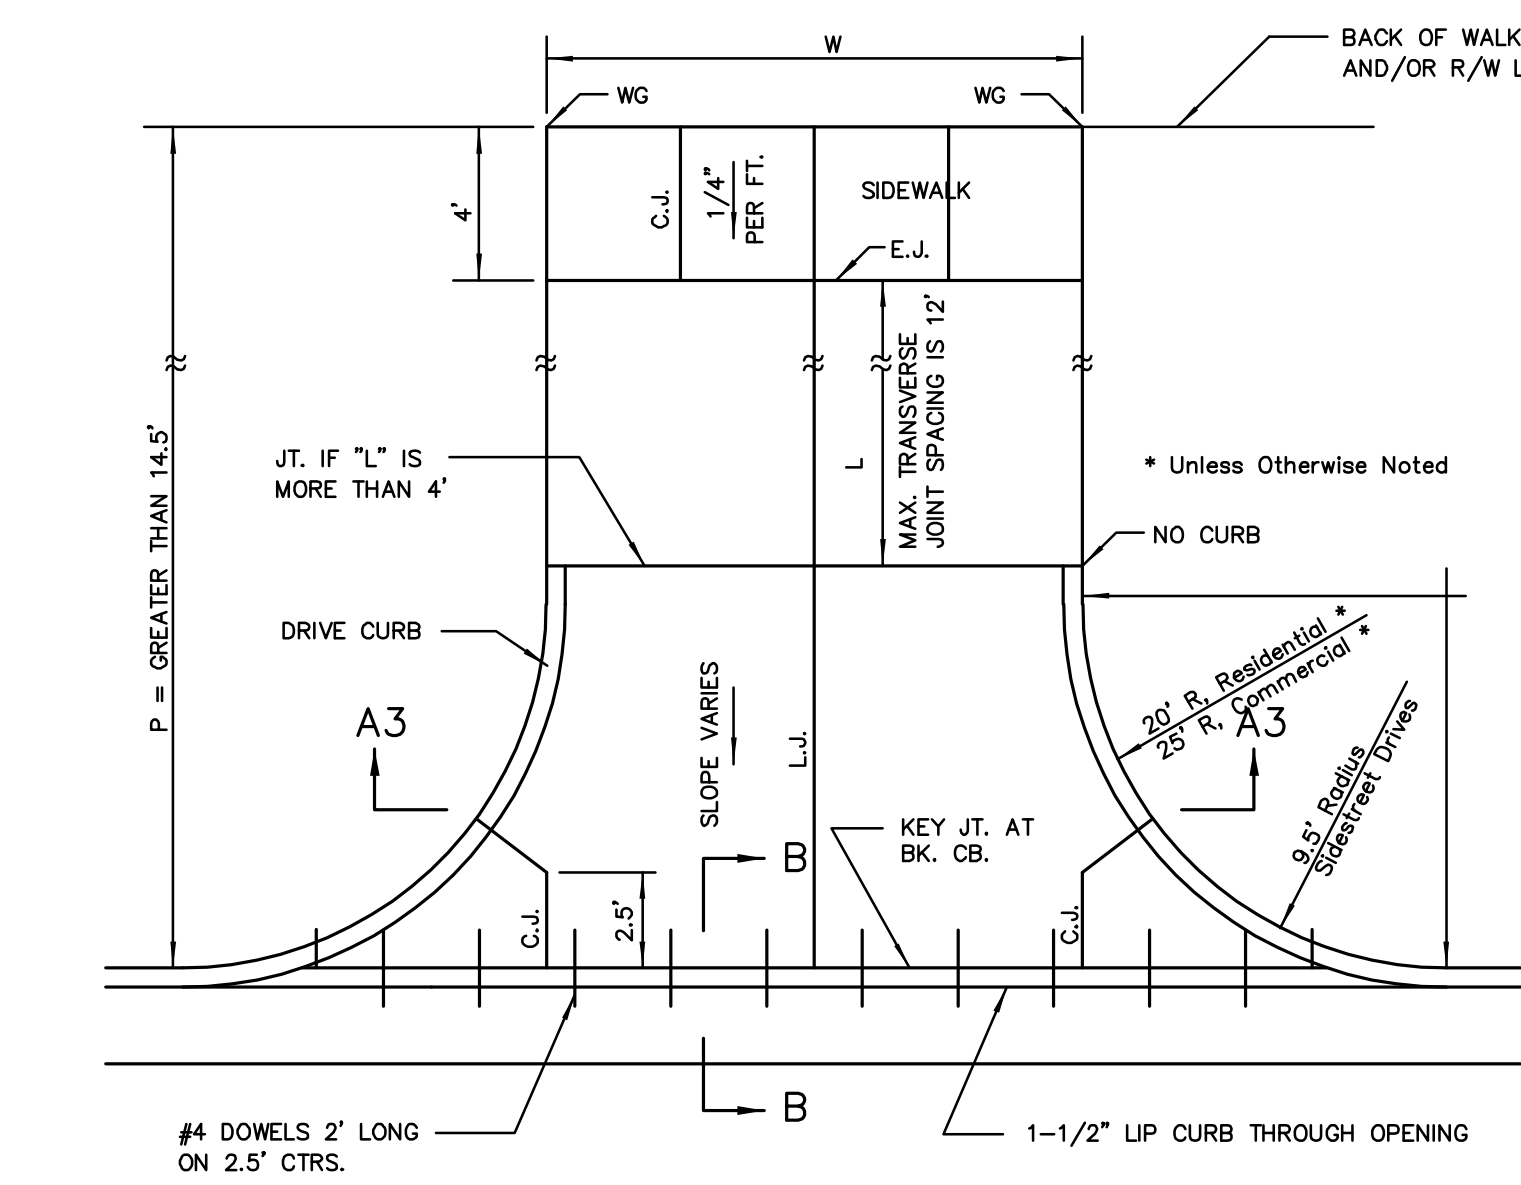 W
BACK OF WALK
AND/OR R/W L
WG
WG
4'
C.J.
1/4"
PER FT.
SIDEWALK
E.J.
MAX. TRANSVERSE
JOINT SPACING IS 12'
L
P = GREATER THAN 14.5'
JT. IF "L" IS
MORE THAN 4'
* Unless Otherwise Noted
NO CURB
DRIVE CURB
20' R, Residential *
25' R, Commercial *
A3
A3
SLOPE VARIES
L.J.
9.5' Radius
Sidestreet Drives
KEY JT. AT
BK. CB.
B
C.J.
2.5'
C.J.
B
#4 DOWELS 2' LONG
ON 2.5' CTRS.
1-1/2" LIP CURB THROUGH OPENING